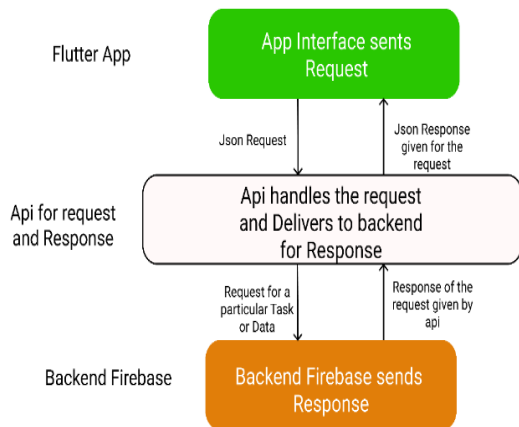 Flutter App
App Interface sents
Request
Json Request
Json Response
given for the
request
Api for request
and Response
Api handles the request
and Delivers to backend
for Response
Request for a
particular Task
or Data
Response of the
request given by
api
Backend Firebase
Backend Firebase sends
Response